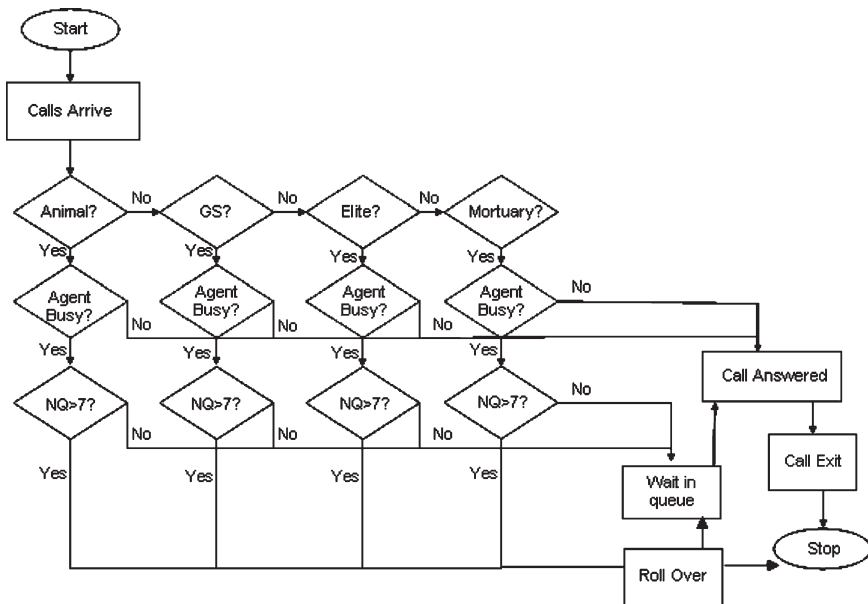 Start
Calls Arrive
Animal?
No
GS?
No
Elite?
No
Mortuary?
Yes
Yes
Yes
Yes
Agent
Busy?
Agent
Busy?
Agent
Busy?
Agent
Busy?
No
No
No
No
Yes
Yes
Yes
Yes
Call Answered
NQ>7?
NQ>7?
NQ>7?
NQ>7?
No
No
No
No
Yes
Yes
Yes
Yes
Call Exit
Wait in
queue
Roll Over
Stop